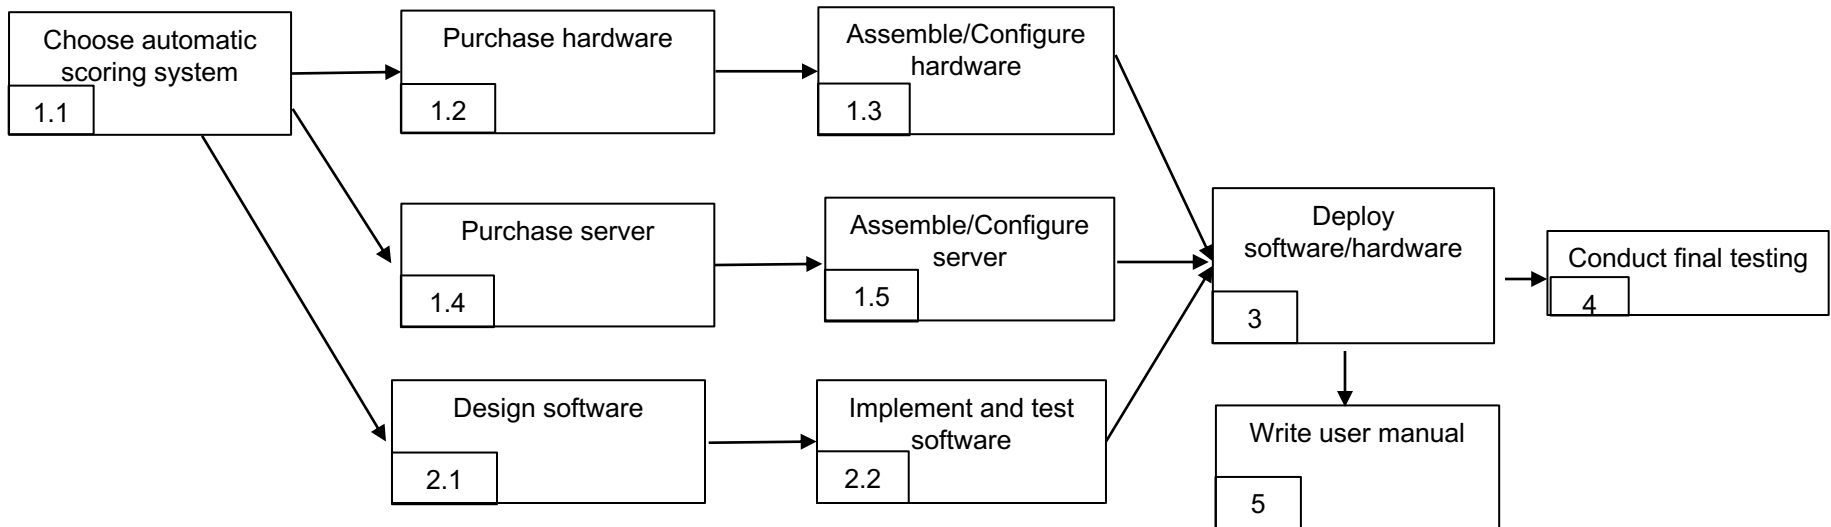 Choose automatic
scoring system
1.1
Purchase hardware
1.2
Assemble/Configure
hardware
1.3
Purchase server
1.4
Assemble/Configure
server
1.5
Design software
2.1
Implement and test
software
2.2
Deploy
software/hardware
3
Conduct final testing
4
Write user manual
5